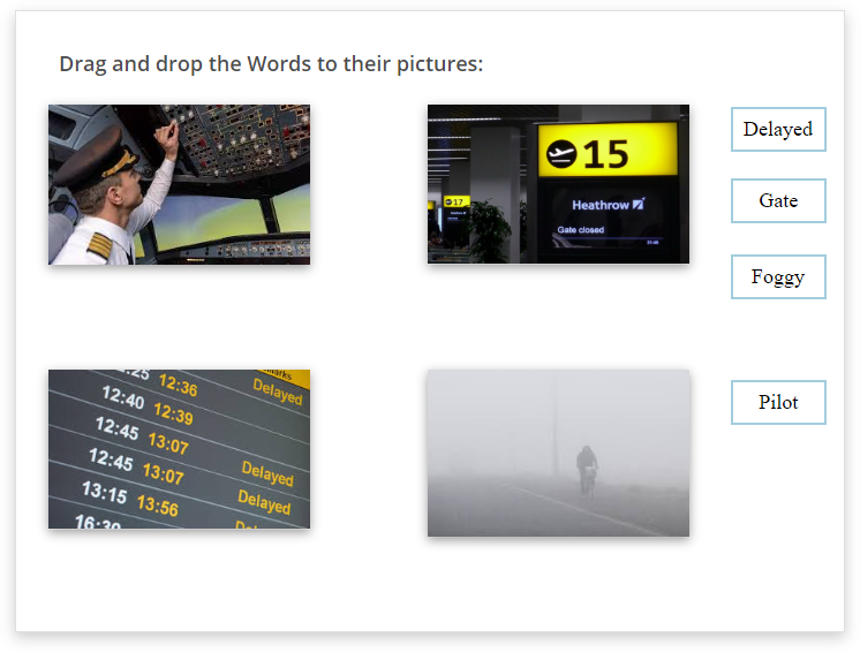 Drag and drop the Words to their pictures:
15
17
Heathrow
Gate closed
Delayed
Gate
Foggy
Pilot
12:36 Delayed
12:40 12:39
12:45 13:07
12:45 13:07 Delayed
13:15 13:56 Delayed
16:30